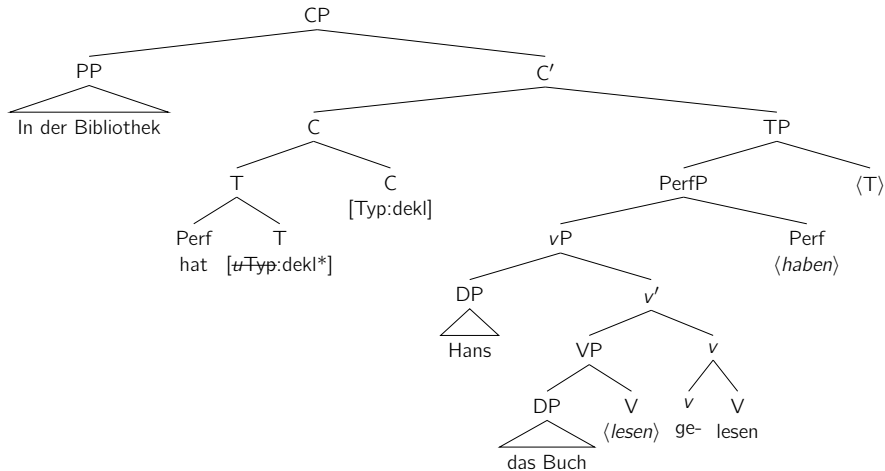 CP
PP C′
In der Bibliothek C TP
T C PerfP ⟨T⟩
[Typ:dekl]
Perf T vP Perf
hat [uTyp:dekl*] ⟨haben⟩
DP v′
Hans VP v
DP V v V
⟨lesen⟩ ge- lesen
das Buch